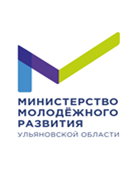 МИНИСТЕРСТВО
МОЛОДЁЖНОГО
РАЗВИТИЯ
УЛЬЯНОВСКОЙ ОБЛАСТИ